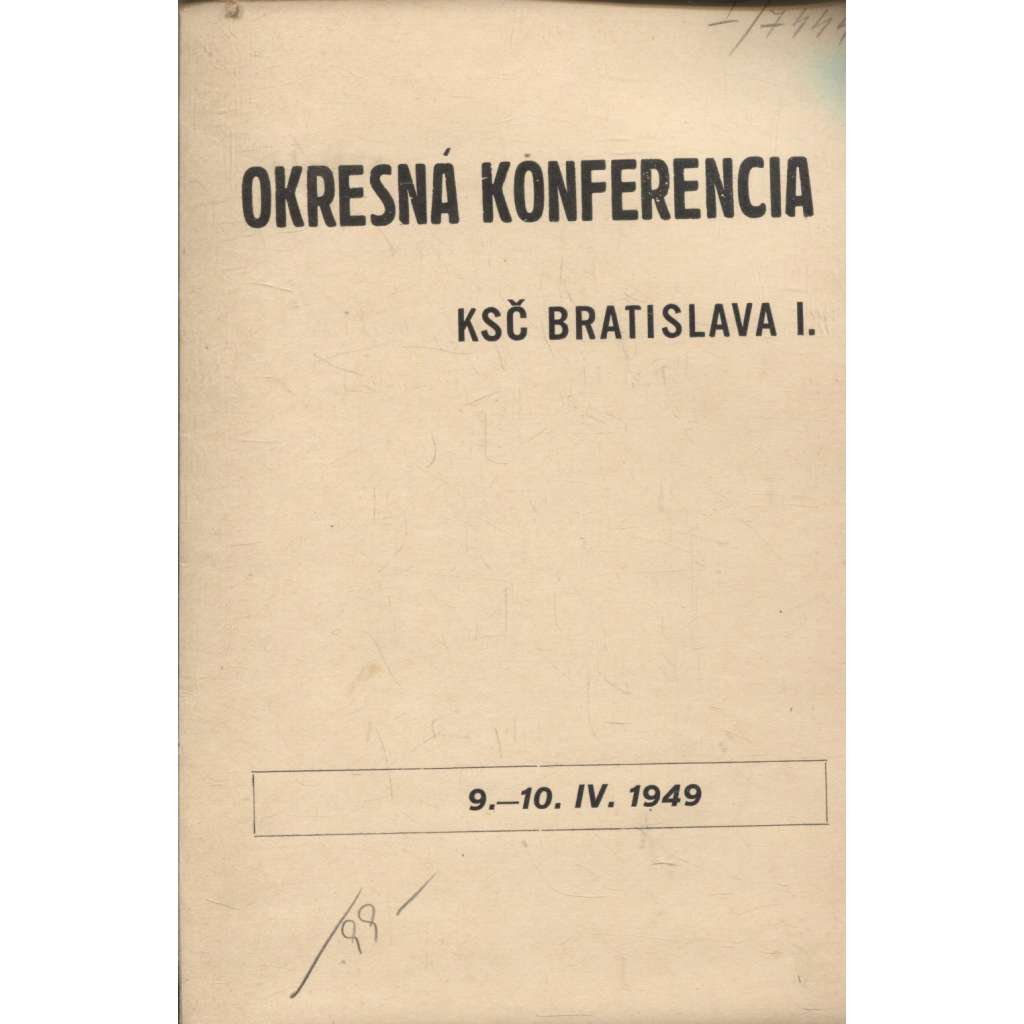 OKRESNÁ KONFERENCIA
KSČ BRATISLAVA I.
9.—10. IV. 1949